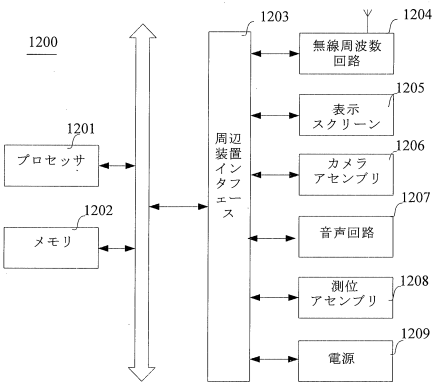 1200
1201
プロセッサ
1202
メモリ
1203
周辺
装置
インタ
フェー
ス
1204
無線周波数
回路
1205
表示
スクリーン
1206
カメラ
アセンブリ
1207
音声回路
1208
測位
アセンブリ
1209
電源